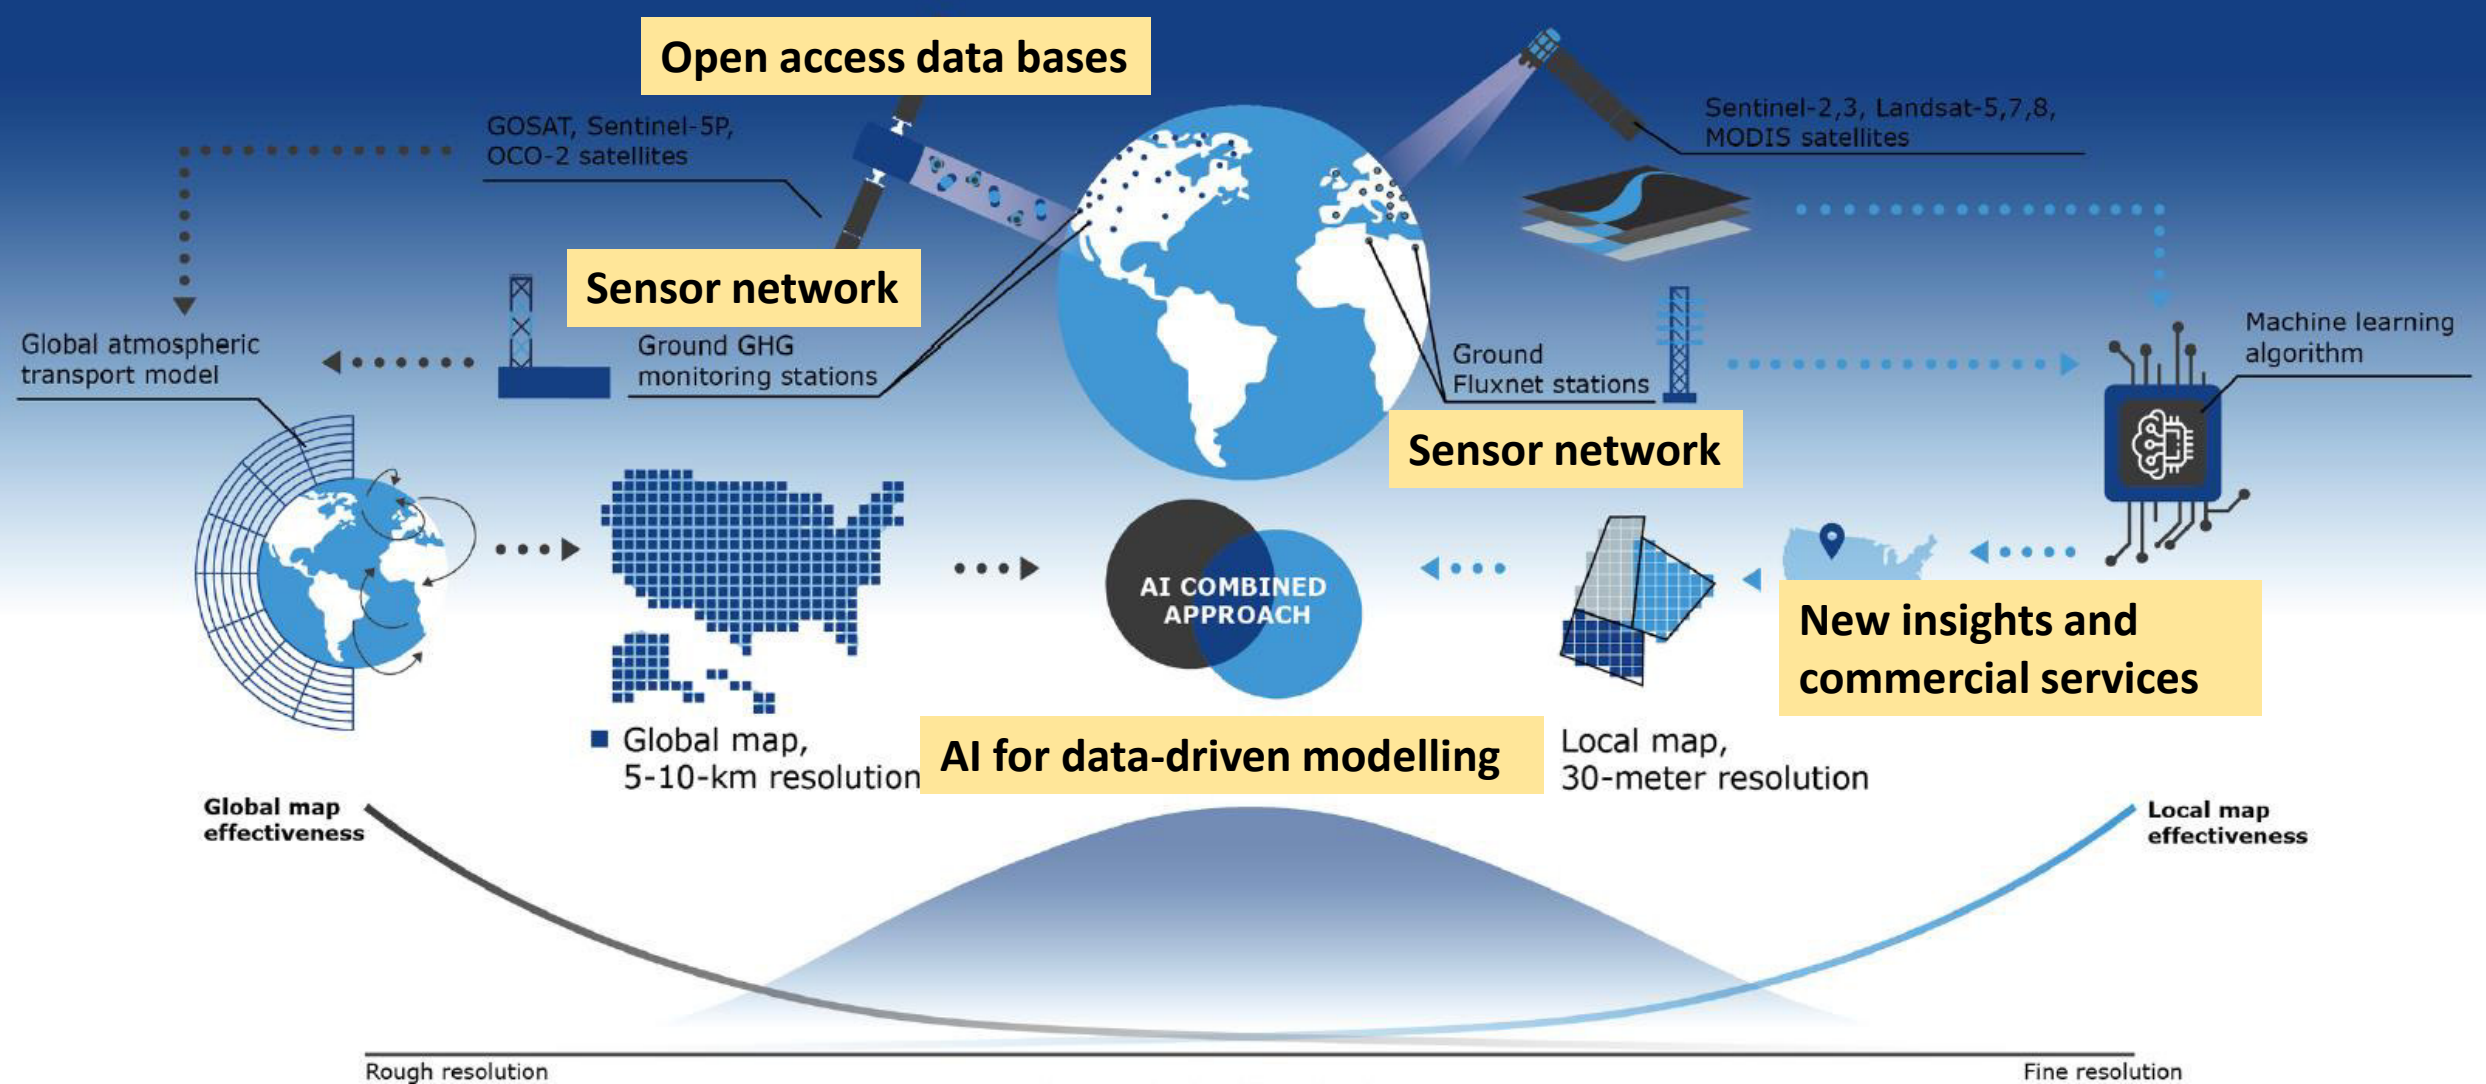 Open access data bases
GOSAT, Sentinel-5P,
OCO-2 satellites
Sentinel-2,3, Landsat-5,7,8,
MODIS satellites
Sensor network
Global atmospheric
transport model
Ground GHG
monitoring stations
Ground
Fluxnet stations
Machine learning
algorithm
Sensor network
AI COMBINED
APPROACH
New insights and
commercial services
Global map,
5-10-km resolution
AI for data-driven modelling
Local map,
30-meter resolution
Global map
effectiveness
Local map
effectiveness
Rough resolution
Fine resolution